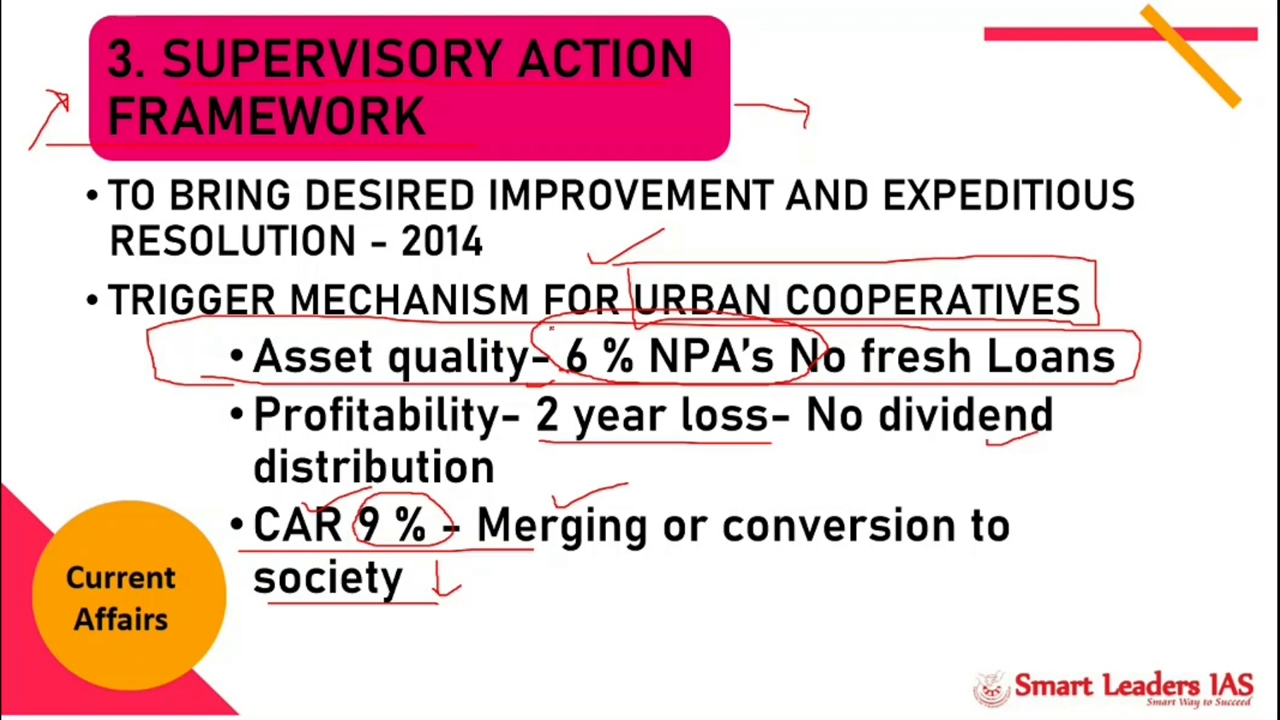 3. SUPERVISORY ACTION
FRAMEWORK
• TO BRING DESIRED IMPROVEMENT AND EXPEDITIOUS
RESOLUTION - 2014
• TRIGGER MECHANISM FOR URBAN COOPERATIVES
• Asset quality- 6 % NPA's No fresh Loans
• Profitability- 2 year loss- No dividend
distribution
• CAR 9 % - Merging or conversion to
society
Current
Affairs
Smart Leaders IAS
Smart Way to Succeed